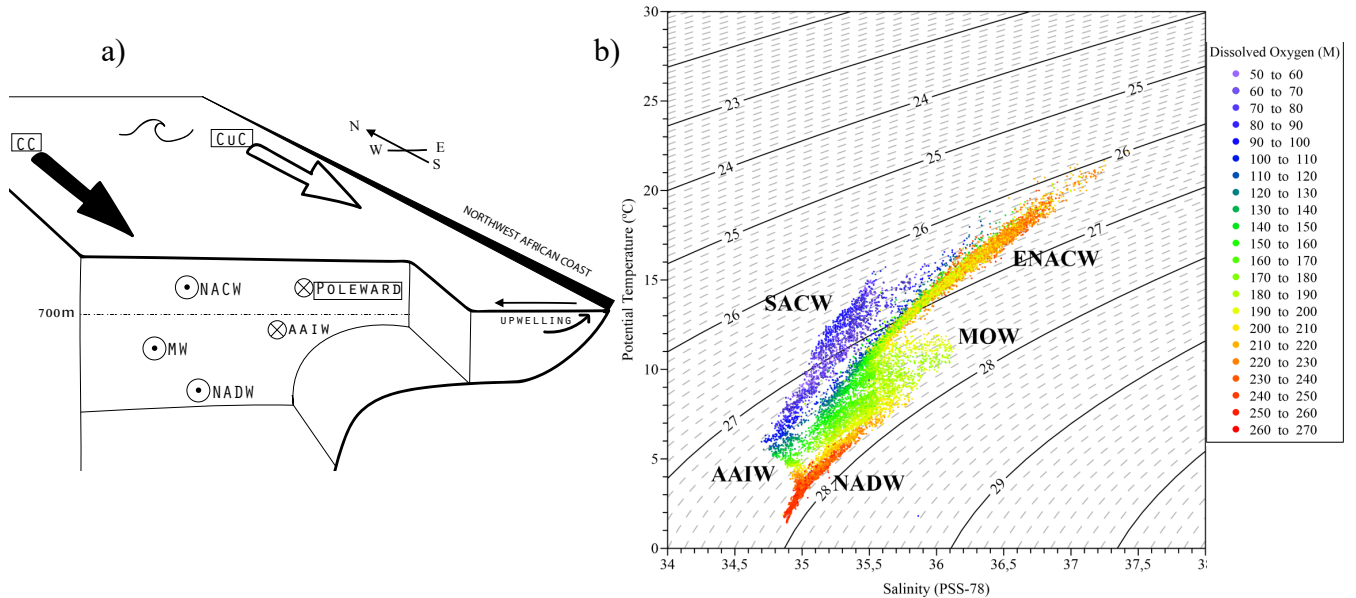 a)
CC
CuC
N
W
E
S
NORTHWEST AFRICAN COAST
NACW
POLEWARD
700m
AAIW
UPWELLING
MW
NADW
b)
30
25
20
15
10
5
0
Potential Temperature (ºC)
23
24
25
24
25
26
25
26
27
26
27
28
28
29
SACW
ENACW
MOW
AAIW
NADW
34
34,5
35
35,5
36
36,5
37
37,5
Salinity (PSS-78)
Dissolved Oxygen (M)
50 to 60
60 to 70
70 to 80
80 to 90
90 to 100
100 to 110
110 to 120
120 to 130
130 to 140
140 to 150
150 to 160
160 to 170
170 to 180
180 to 190
190 to 200
200 to 210
210 to 220
220 to 230
230 to 240
240 to 250
250 to 260
260 to 270